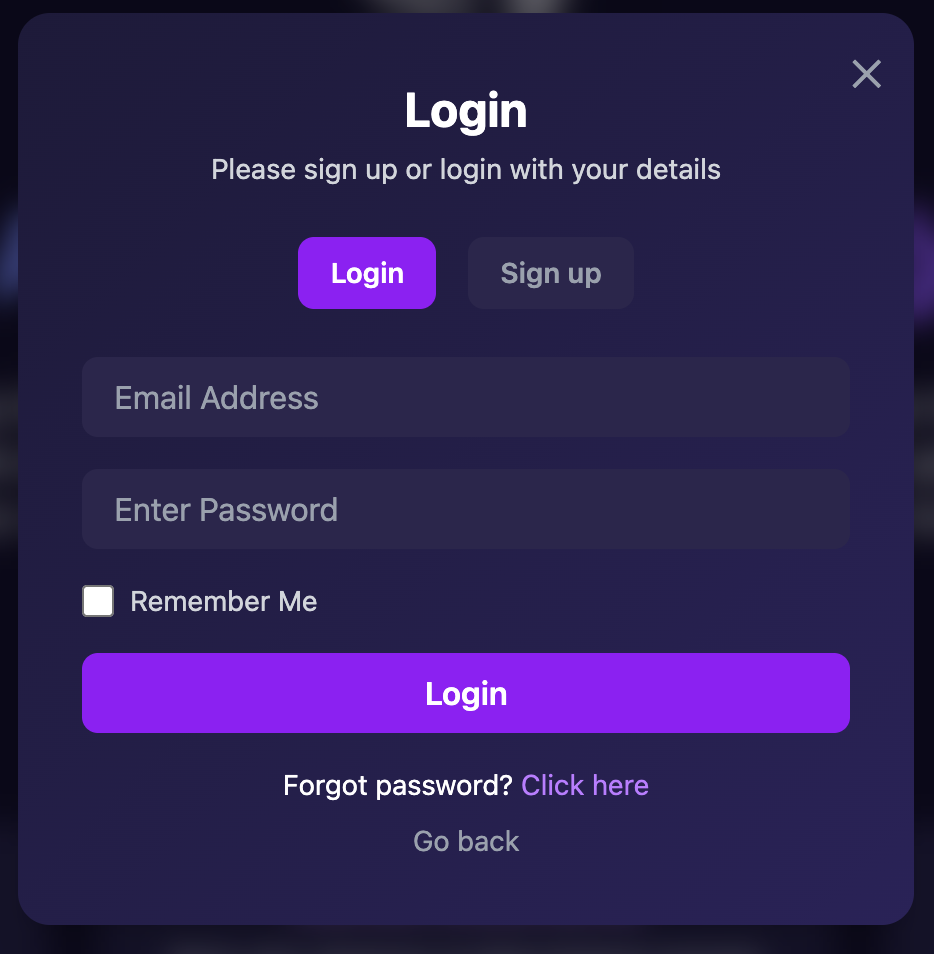 Login
Please sign up or login with your details
Login
Sign up
Email Address
Enter Password
Remember Me
Login
Forgot password? Click here
Go back